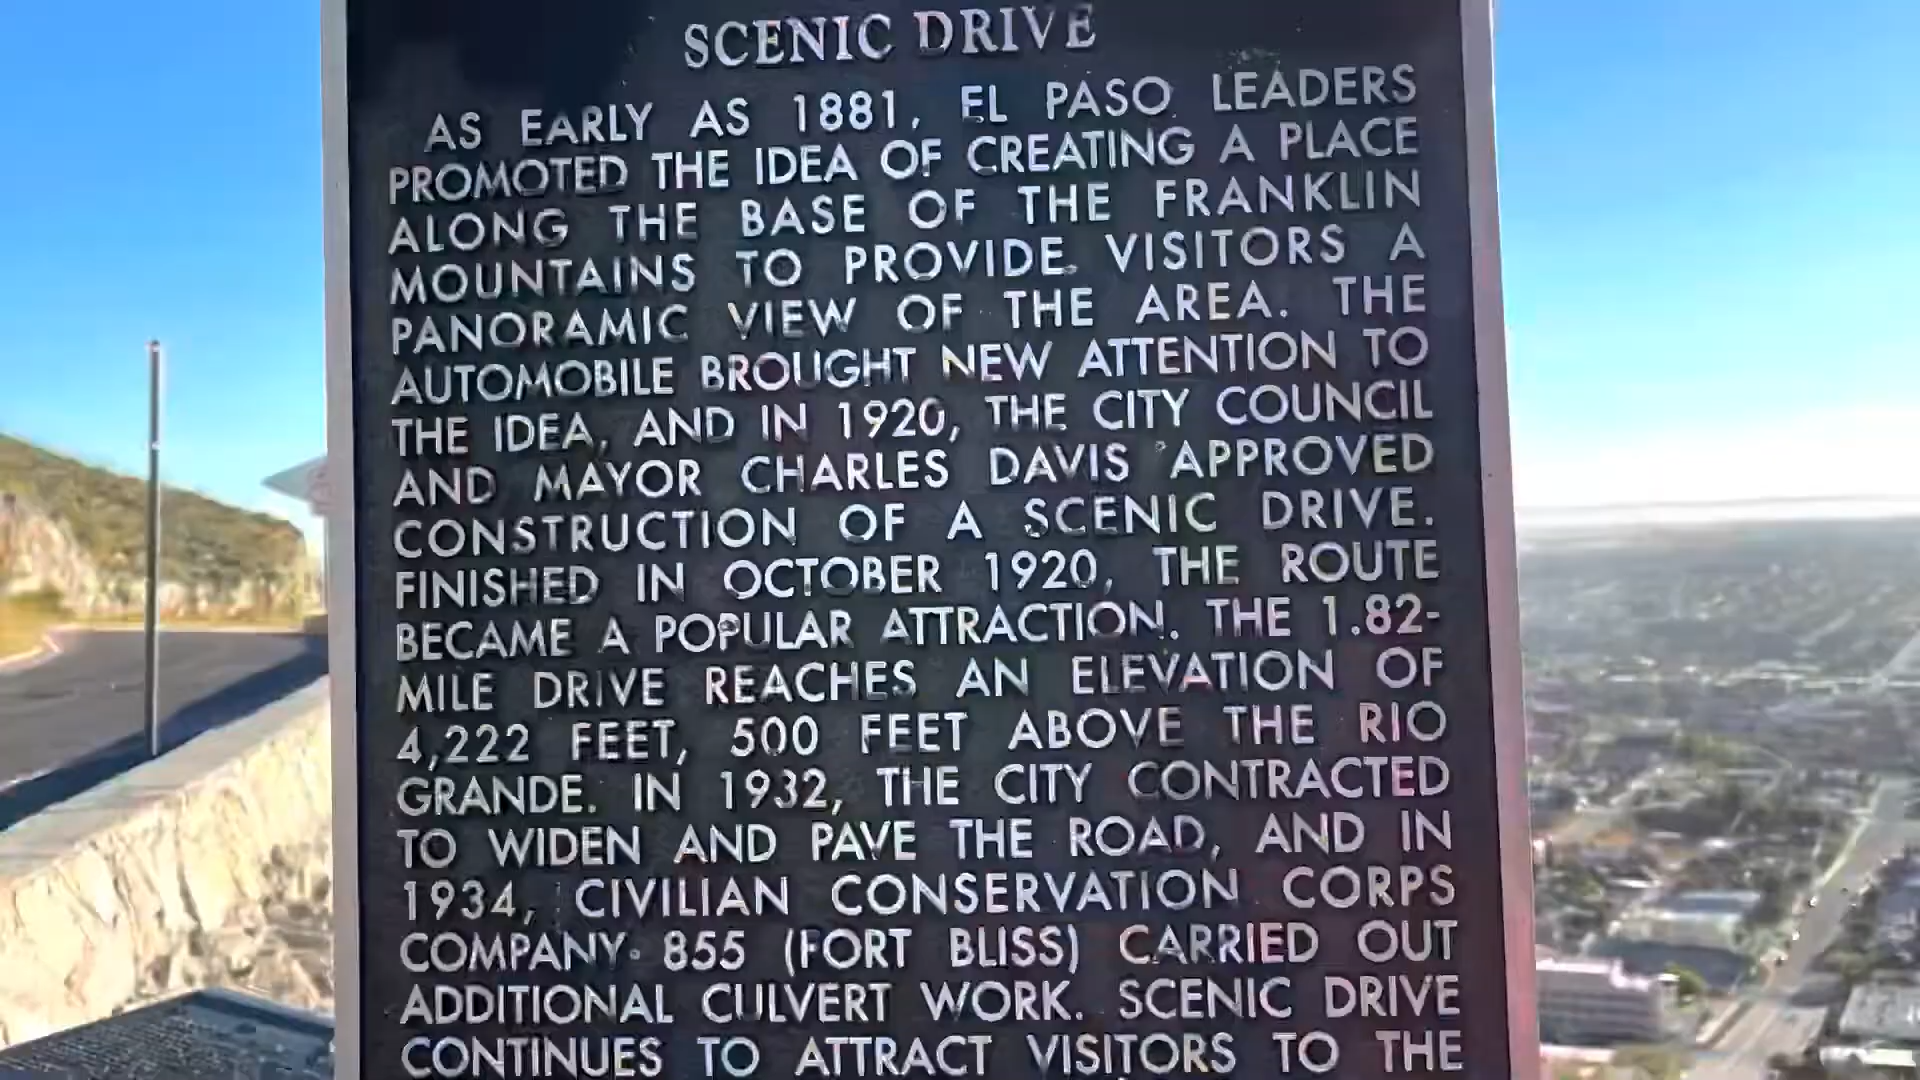 SCENIC DRIVE
AS EARLY AS 1881, EL PASO LEADERS
PROMOTED THE IDEA OF CREATING A PLACE
ALONG THE BASE OF THE FRANKLIN
MOUNTAINS TO PROVIDE VISITORS A
PANORAMIC VIEW OF THE AREA. THE
AUTOMOBILE BROUGHT NEW ATTENTION TO
THE IDEA, AND IN 1920, THE CITY COUNCIL
AND MAYOR CHARLES DAVIS APPROVED
CONSTRUCTION OF A SCENIC DRIVE.
FINISHED IN OCTOBER 1920, THE ROUTE
BECAME A POPULAR ATTRACTION. THE 1.82-
MILE DRIVE REACHES AN ELEVATION OF
4,222 FEET, 500 FEET ABOVE THE RIO
GRANDE. IN 1932, THE CITY CONTRACTED
TO WIDEN AND PAVE THE ROAD, AND IN
1934, CIVILIAN CONSERVATION CORPS
COMPANY 855 (FORT BLISS) CARRIED OUT
ADDITIONAL CULVERT WORK. SCENIC DRIVE
CONTINUES TO ATTRACT VISITORS TO THE